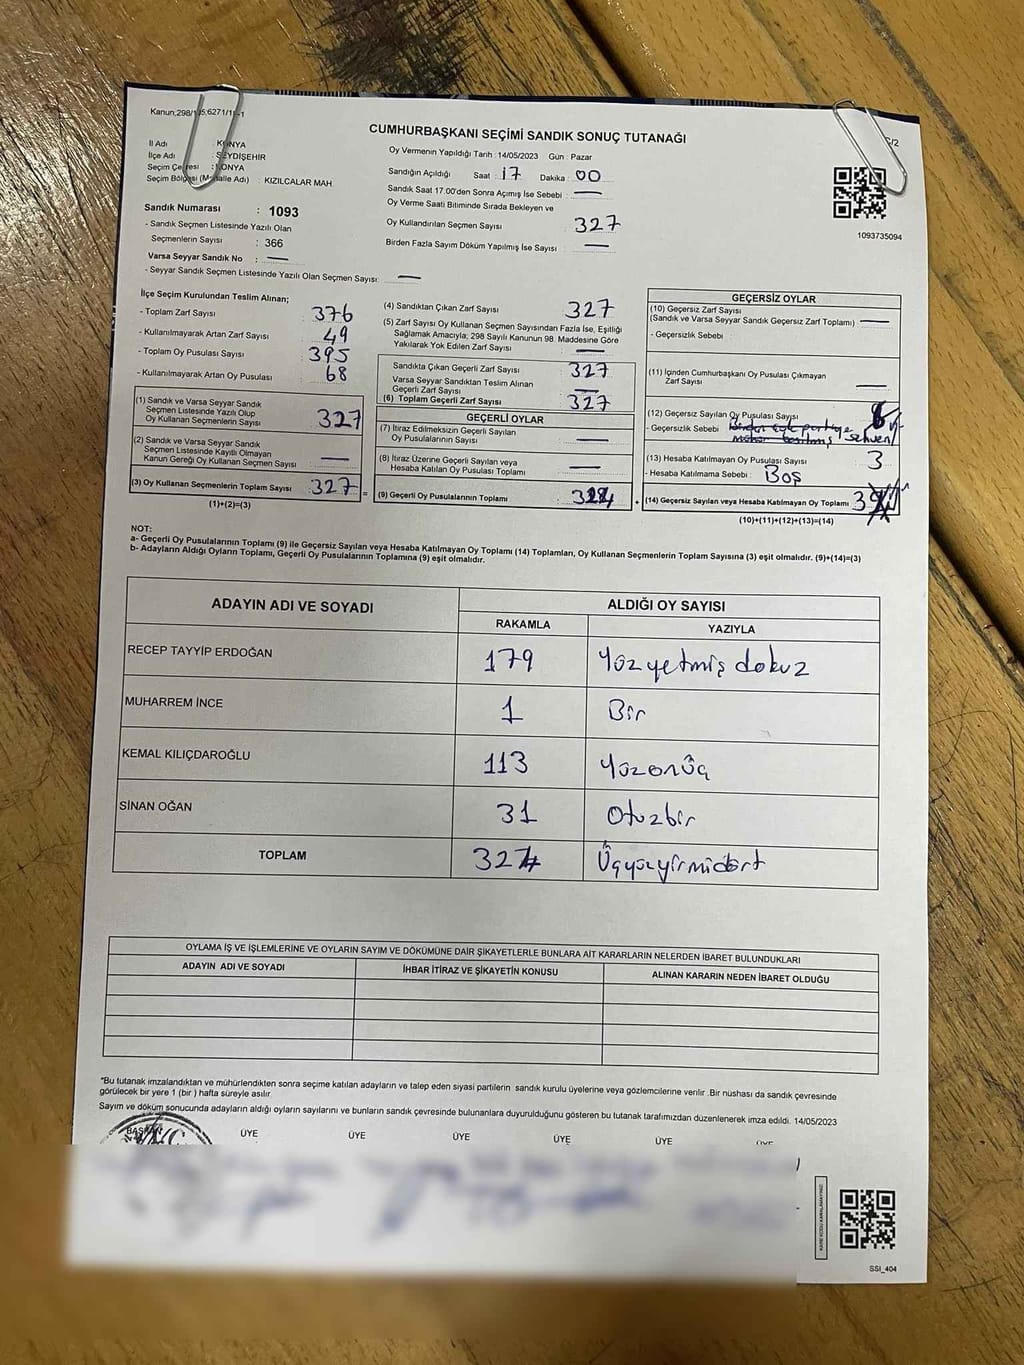 CUMHURBAŞKANI SEÇİMİ SANDIK SONUÇ TUTANAĞI
İl Adı : KONYA
İlçe Adı : SEYDİŞEHİR
Seçim Çevresi : KONYA
Seçim Bölgesi (Mahalle Adı) : KIZILCALAR MAH
Sandık Numarası : 1093
- Sandık Seçmen Listesinde Yazılı Olan
Seçmenlerin Sayısı : 366
Varsa Seyyar Sandık No : —
- Seyyar Sandık Seçmen Listesinde Yazılı Olan Seçmen Sayısı: —
Oy Vermenin Yapıldığı Tarih : 14/05/2023 Gün : Pazar
Sandığın Açıldığı Saat : 17 Dakika : 00
Sandık Saat 17.00'den Sonra Açılmış İse Sebebi : —
Oy Verme Saati Bitiminde Sırada Bekleyen ve
Oy Kullandırılan Seçmen Sayısı : 327
Birden Fazla Sayım Döküm Yapılmış İse Sayısı : —
1093735094
İlçe Seçim Kurulundan Teslim Alınan;
- Toplam Zarf Sayısı : 376
- Kullanılmayarak Artan Zarf Sayısı : 49
- Toplam Oy Pusulası Sayısı : 395
- Kullanılmayarak Artan Oy Pusulası : 68
(1) Sandık ve Varsa Seyyar Sandık
Seçmen Listesinde Yazılı Olup
Oy Kullanan Seçmenlerin Sayısı : 327
(2) Sandık ve Varsa Seyyar Sandık
Seçmen Listesinde Kayıtlı Olmayan
Kanun Gereği Oy Kullanan Seçmen Sayısı : —
(3) Oy Kullanan Seçmenlerin Toplam Sayısı : 327 =
(1)+(2)=(3)
(4) Sandıktan Çıkan Zarf Sayısı : 327
(5) Zarf Sayısı Oy Kullanan Seçmen Sayısından Fazla İse, Eşitliği
Sağlamak Amacıyla; 298 Sayılı Kanunun 98. Maddesine Göre
Yakılarak Yok Edilen Zarf Sayısı : —
Sandıkta Çıkan Geçerli Zarf Sayısı : 327
Varsa Seyyar Sandıktan Teslim Alınan
Geçerli Zarf Sayısı : —
(6) Toplam Geçerli Zarf Sayısı : 327
GEÇERLİ OYLAR
(7) İtiraz Edilmeksizin Geçerli Sayılan
Oy Pusulalarının Sayısı : —
(8) İtiraz Üzerine Geçerli Sayılan veya
Hesaba Katılan Oy Pusulası Toplamı : —
(9) Geçerli Oy Pusulalarının Toplamı : 324
GEÇERSİZ OYLAR
(10) Geçersiz Zarf Sayısı
(Sandık ve Varsa Seyyar Sandık Geçersiz Zarf Toplamı) : —
- Geçersizlik Sebebi
(11) İçinden Cumhurbaşkanı Oy Pusulası Çıkmayan
Zarf Sayısı : —
(12) Geçersiz Sayılan Oy Pusulası Sayısı
- Geçersizlik Sebebi : sehven
(13) Hesaba Katılmayan Oy Pusulası Sayısı : 3
- Hesaba Katılmama Sebebi : Boş
(14) Geçersiz Sayılan veya Hesaba Katılmayan Oy Toplamı : 3
(10)+(11)+(12)+(13)=(14)
NOT:
a- Geçerli Oy Pusulalarının Toplamı (9) ile Geçersiz Sayılan veya Hesaba Katılmayan Oy Toplamı (14) Toplamları, Oy Kullanan Seçmenlerin Toplam Sayısına (3) eşit olmalıdır. (9)+(14)=(3)
b- Adayların Aldığı Oyların Toplamı, Geçerli Oy Pusulalarının Toplamına (9) eşit olmalıdır.
ADAYIN ADI VE SOYADI
ALDIĞI OY SAYISI
RAKAMLA YAZIYLA
RECEP TAYYİP ERDOĞAN 179 Yüzyetmiş dokuz
MUHARREM İNCE 1 Bir
KEMAL KILIÇDAROĞLU 113 Yüzonüç
SİNAN OĞAN 31 Otuzbir
TOPLAM 324 Üçyüzyirmidört
OYLAMA İŞ VE İŞLEMLERİNE VE OYLARIN SAYIM VE DÖKÜMÜNE DAİR ŞİKAYETLERLE BUNLARA AİT KARARLARIN NELERDEN İBARET BULUNDUKLARI
ADAYIN ADI VE SOYADI İHBAR İTİRAZ VE ŞİKAYETİN KONUSU ALINAN KARARIN NEDEN İBARET OLDUĞU
*Bu tutanak imzalandıktan ve mühürlendikten sonra seçime katılan adayların ve talep eden siyasi partilerin sandık kurulu üyelerine veya gözlemcilerine verilir .Bir nüshası da sandık çevresinde
görülecek bir yere 1 (bir ) hafta süreyle asılır.
Sayım ve döküm sonucunda adayların aldığı oyların sayılarını ve bunların sandık çevresinde bulunanlara duyurulduğunu gösteren bu tutanak tarafımızdan düzenlenerek imza edildi. 14/05/2023
BAŞKAN ÜYE ÜYE ÜYE ÜYE ÜYE ÜYE
SSI_404